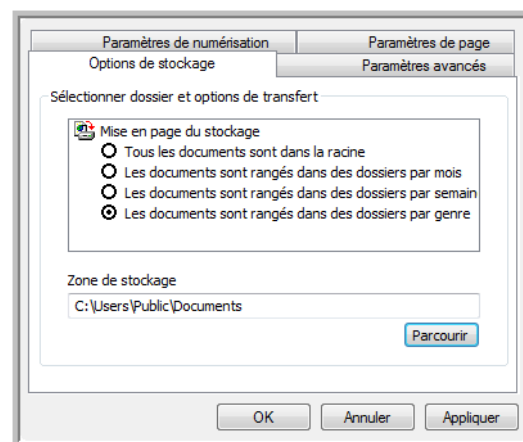 Paramètres de numérisation
Paramètres de page
Options de stockage
Paramètres avancés
Sélectionner dossier et options de transfert
Mise en page du stockage
Tous les documents sont dans la racine
Les documents sont rangés dans des dossiers par mois
Les documents sont rangés dans des dossiers par semain
Les documents sont rangés dans des dossiers par genre
Zone de stockage
C:\Users\Public\Documents
Parcourir
OK
Annuler
Appliquer